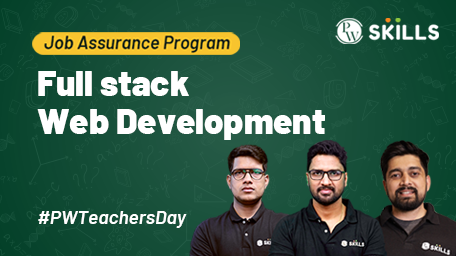 Job Assurance Program
PW SKILLS
Full stack
Web Development
#PWTeachersDay